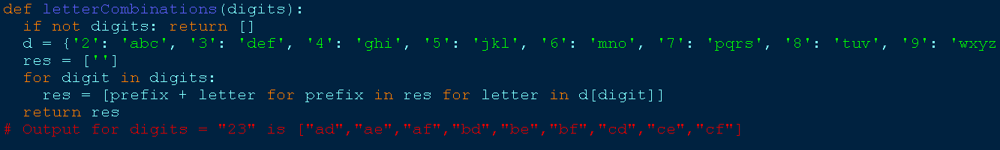 def letterCombinations(digits):
  if not digits: return []
  d = {'2': 'abc', '3': 'def', '4': 'ghi', '5': 'jkl', '6': 'mno', '7': 'pqrs', '8': 'tuv', '9': 'wxyz
  res = ['']
  for digit in digits:
    res = [prefix + letter for prefix in res for letter in d[digit]]
  return res
# Output for digits = "23" is ["ad","ae","af","bd","be","bf","cd","ce","cf"]